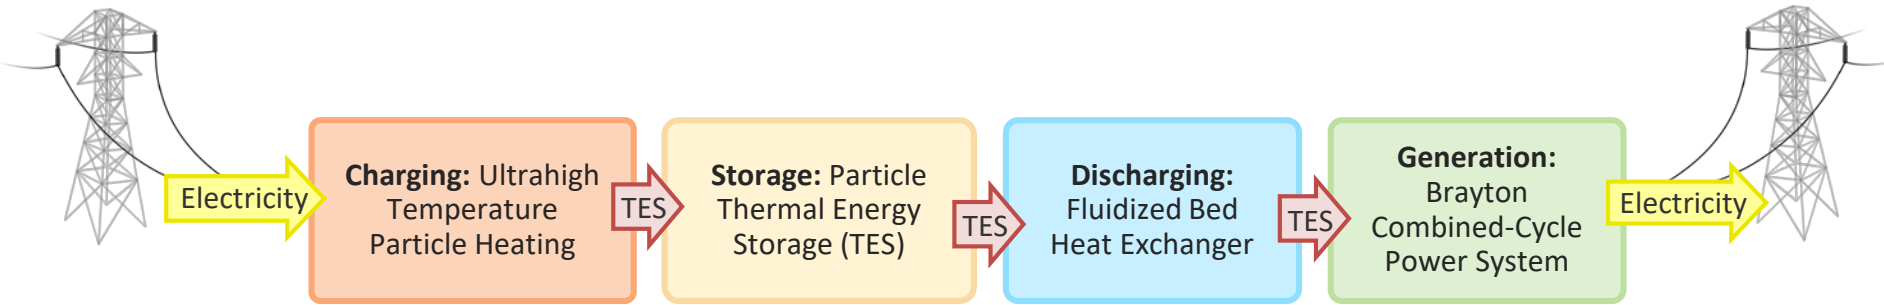 Electricity
Charging: Ultrahigh
Temperature
Particle Heating
TES
Storage: Particle
Thermal Energy
Storage (TES)
TES
Discharging:
Fluidized Bed
Heat Exchanger
TES
Generation:
Brayton
Combined-Cycle
Power System
Electricity